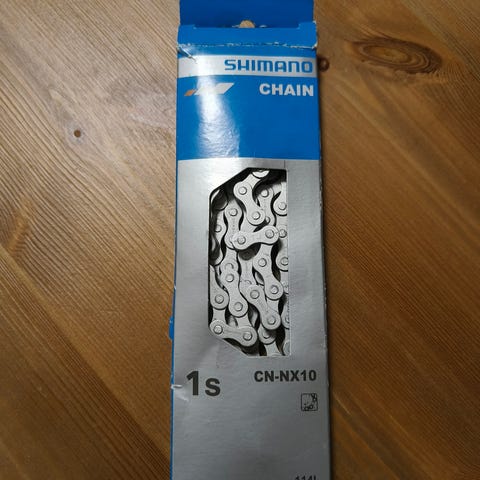 SHIMANO
CHAIN
1s CN-NX10
114L